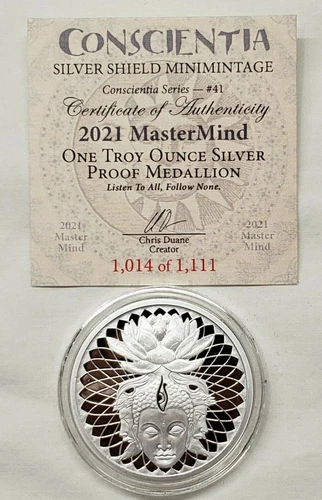 CONSCIENTIA
SILVER SHIELD MINIMINTAGE
Conscientia Series — #41
Certificate of Authenticity
2021 MasterMind
ONE TROY OUNCE SILVER
PROOF MEDALLION
Listen To All, Follow None.
2021
Master
Mind
Chris Duane
Creator
2021
Master
Mind
1,014 of 1,111